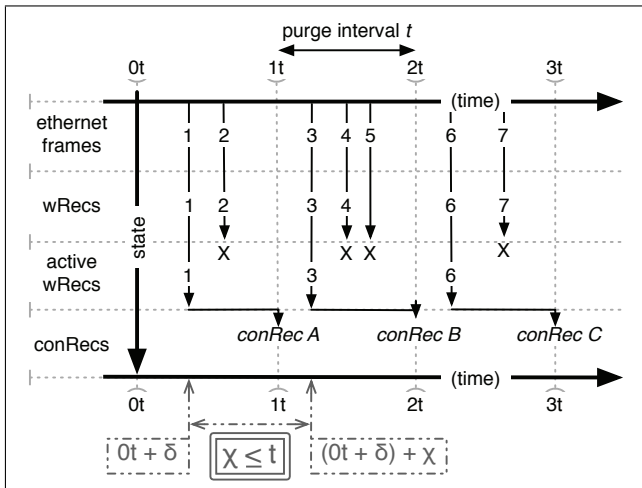 purge interval t
0t 1t 2t 3t
(time)
ethernet
frames
1 2 3 4 5 6 7
wRecs
1 2 3 4 6 7
X X X X
state
active
wRecs
1 3 6
conRec A conRec B conRec C
conRecs
(time)
0t 1t 2t 3t
0t + δ χ ≤ t (0t + δ) + χ